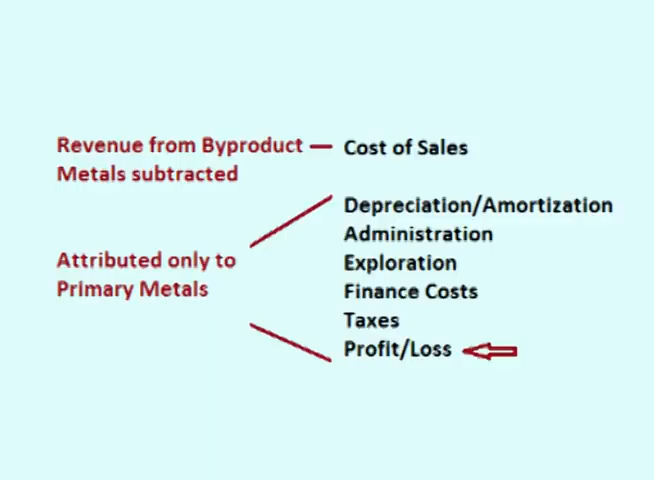 Revenue from Byproduct
Metals subtracted
Cost of Sales
Attributed only to
Primary Metals
Depreciation/Amortization
Administration
Exploration
Finance Costs
Taxes
Profit/Loss